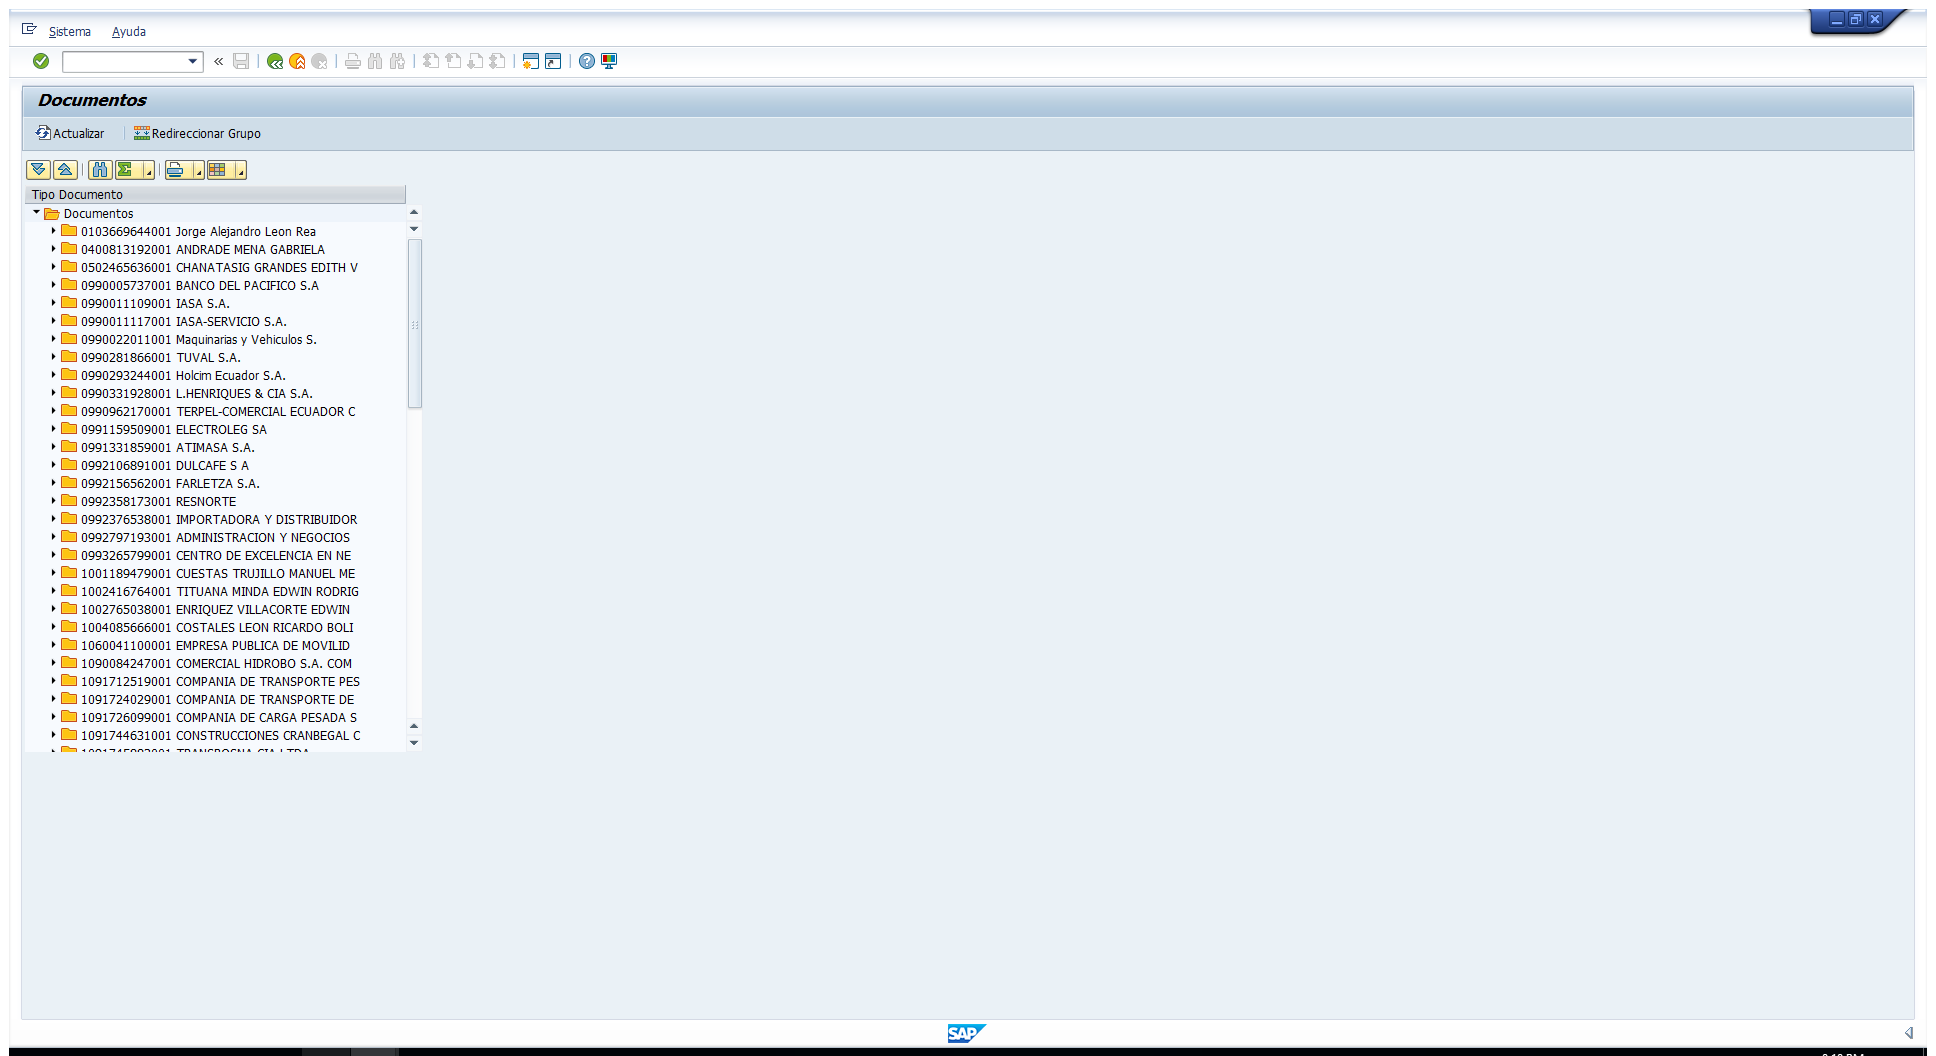 Sistema Ayuda
Documentos
Actualizar Redireccionar Grupo
Tipo Documento
Documentos
0103669644001 Jorge Alejandro Leon Rea
0400813192001 ANDRADE MENA GABRIELA
0502465636001 CHANATASIG GRANDES EDITH V
0990005737001 BANCO DEL PACIFICO S.A
0990011109001 IASA S.A.
0990011117001 IASA-SERVICIO S.A.
0990022011001 Maquinarias y Vehiculos S.
0990281866001 TUVAL S.A.
0990293244001 Holcim Ecuador S.A.
0990331928001 L.HENRIQUES & CIA S.A.
0990962170001 TERPEL-COMERCIAL ECUADOR C
0991159509001 ELECTROLEG SA
0991331859001 ATIMASA S.A.
0992106891001 DULCAFE S A
0992156562001 FARLETZA S.A.
0992358173001 RESNORTE
0992376538001 IMPORTADORA Y DISTRIBUIDOR
0992797193001 ADMINISTRACION Y NEGOCIOS
0993265799001 CENTRO DE EXCELENCIA EN NE
1001189479001 CUESTAS TRUJILLO MANUEL ME
1002416764001 TITUANA MINDA EDWIN RODRIG
1002765038001 ENRIQUEZ VILLACORTE EDWIN
1004085666001 COSTALES LEON RICARDO BOLI
1060041100001 EMPRESA PUBLICA DE MOVILID
1090084247001 COMERCIAL HIDROBO S.A. COM
1091712519001 COMPANIA DE TRANSPORTE PES
1091724029001 COMPANIA DE TRANSPORTE DE
1091726099001 COMPANIA DE CARGA PESADA S
1091744631001 CONSTRUCCIONES CRANBEGAL C
SAP